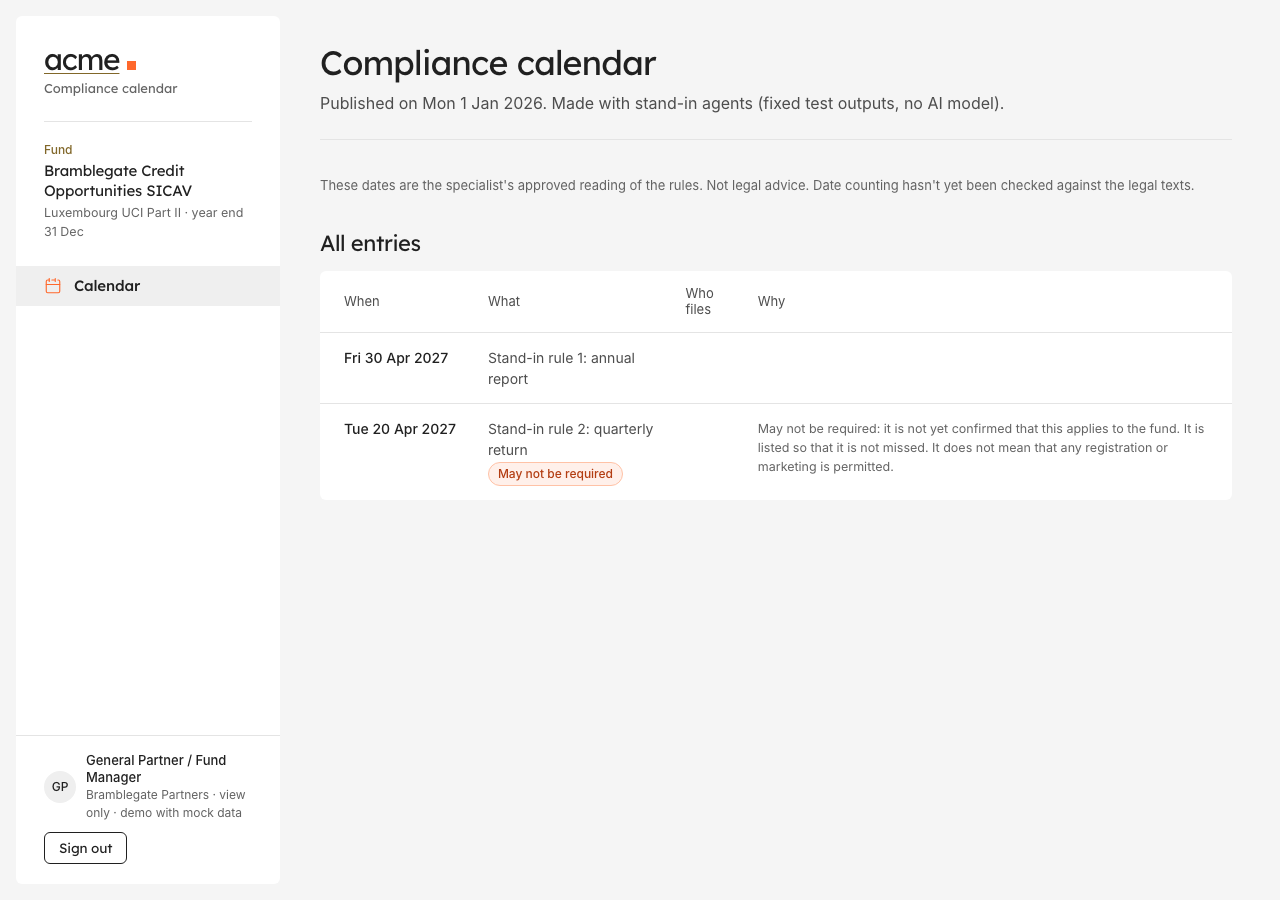 acme
Compliance calendar
Fund
Bramblegate Credit
Opportunities SICAV
Luxembourg UCI Part II · year end
31 Dec
Calendar
GP
General Partner / Fund
Manager
Bramblegate Partners · view
only · demo with mock data
Sign out
Compliance calendar
Published on Mon 1 Jan 2026. Made with stand-in agents (fixed test outputs, no AI model).
These dates are the specialist's approved reading of the rules. Not legal advice. Date counting hasn't yet been checked against the legal texts.
All entries
When
What
Who
files
Why
Fri 30 Apr 2027
Stand-in rule 1: annual
report
Tue 20 Apr 2027
Stand-in rule 2: quarterly
return
May not be required
May not be required: it is not yet confirmed that this applies to the fund. It is
listed so that it is not missed. It does not mean that any registration or
marketing is permitted.